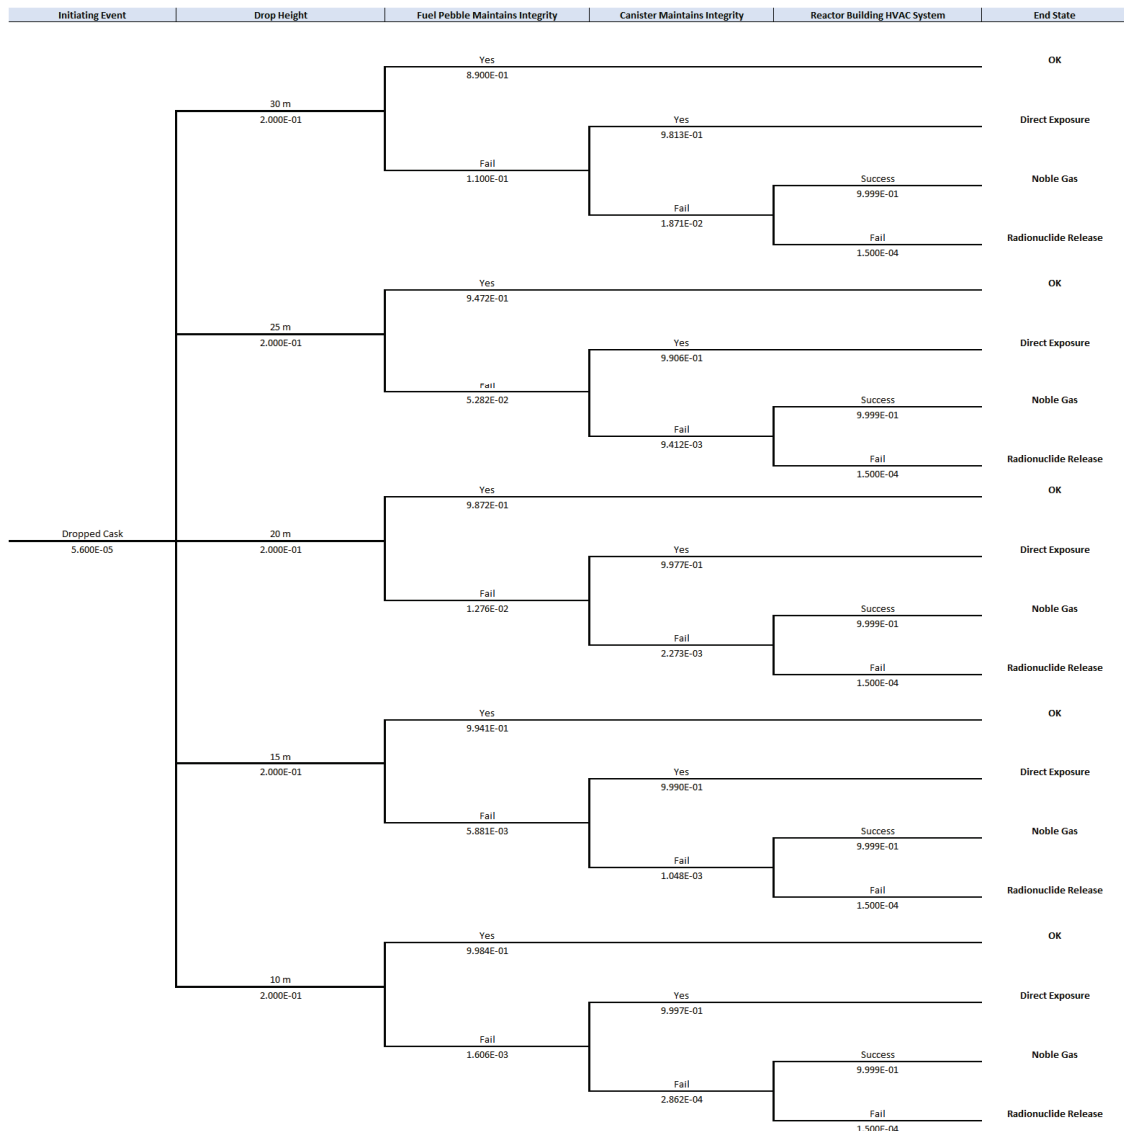 Initiating Event Drop Height Fuel Pebble Maintains Integrity Canister Maintains Integrity Reactor Building HVAC System End State
Yes OK
8.900E-01
30 m
2.000E-01
Yes Direct Exposure
9.813E-01
Fail
1.100E-01
Success Noble Gas
9.999E-01
Fail
1.871E-02
Fail Radionuclide Release
1.500E-04
Yes OK
9.472E-01
25 m
2.000E-01
Yes Direct Exposure
9.906E-01
Fail
5.282E-02
Success Noble Gas
9.999E-01
Fail
9.412E-03
Fail Radionuclide Release
1.500E-04
Yes OK
9.872E-01
Dropped Cask 20 m
5.600E-05 2.000E-01
Yes Direct Exposure
9.977E-01
Fail
1.276E-02
Success Noble Gas
9.999E-01
Fail
2.273E-03
Fail Radionuclide Release
1.500E-04
Yes OK
9.941E-01
15 m
2.000E-01
Yes Direct Exposure
9.990E-01
Fail
5.881E-03
Success Noble Gas
9.999E-01
Fail
1.048E-03
Fail Radionuclide Release
1.500E-04
Yes OK
9.984E-01
10 m
2.000E-01
Yes Direct Exposure
9.997E-01
Fail
1.606E-03
Success Noble Gas
9.999E-01
Fail
2.862E-04
Fail Radionuclide Release
1.500E-04